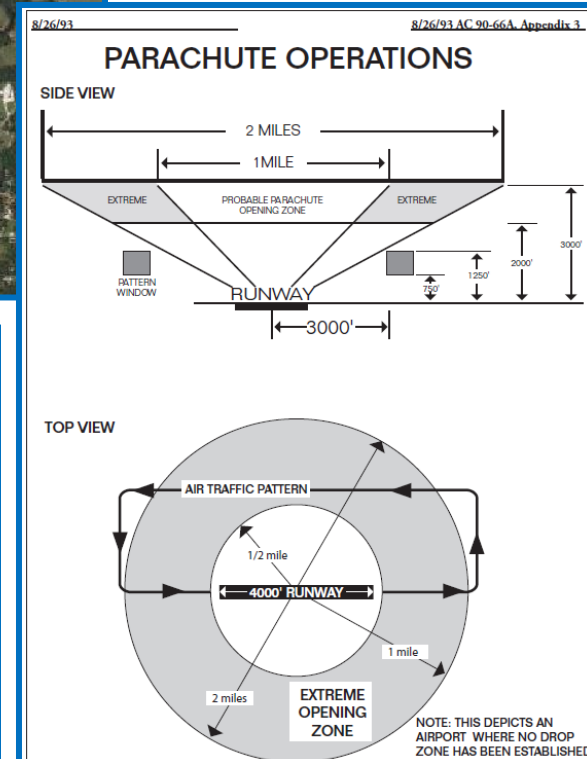 8/26/93 8/26/93 AC 90-66A, Appendix 3
PARACHUTE OPERATIONS
SIDE VIEW
2 MILES
1MILE
EXTREME PROBABLE PARACHUTE EXTREME
OPENING ZONE
3000'
2000'
1250'
750'
PATTERN
WINDOW
RUNWAY
3000'
TOP VIEW
AIR TRAFFIC PATTERN
1/2 mile
4000' RUNWAY
1 mile
2 miles
EXTREME
OPENING
ZONE
NOTE: THIS DEPICTS AN
AIRPORT WHERE NO DROP
ZONE HAS BEEN ESTABLISHED